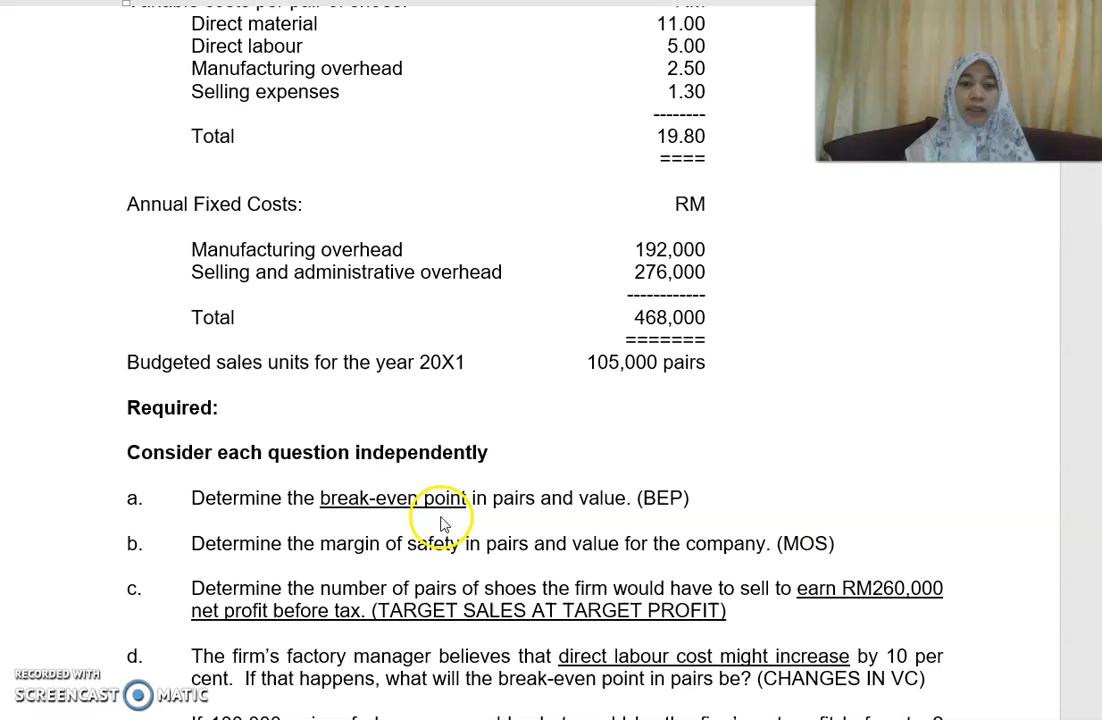 Variable costs per pair of shoes: RM
Direct material 11.00
Direct labour 5.00
Manufacturing overhead 2.50
Selling expenses 1.30
--------
Total 19.80
====
Annual Fixed Costs: RM
Manufacturing overhead 192,000
Selling and administrative overhead 276,000
------------
Total 468,000
=======
Budgeted sales units for the year 20X1 105,000 pairs
Required:
Consider each question independently
a. Determine the break-even point in pairs and value. (BEP)
b. Determine the margin of safety in pairs and value for the company. (MOS)
c. Determine the number of pairs of shoes the firm would have to sell to earn RM260,000
net profit before tax. (TARGET SALES AT TARGET PROFIT)
d. The firm's factory manager believes that direct labour cost might increase by 10 per
cent. If that happens, what will the break-even point in pairs be? (CHANGES IN VC)
RECORDED WITH
SCREENCAST MATIC